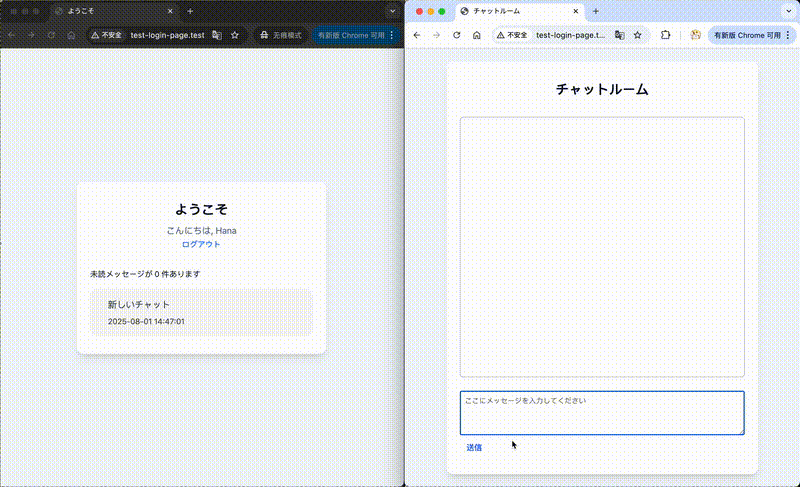 ようこそ
不安全
test-login-page.test
无痕模式
有新版 Chrome 可用
ようこそ
こんにちは, Hana
ログアウト
未読メッセージが 0 件あります
新しいチャット
2025-08-01 14:47:01
チャットルーム
不安全
test-login-page.t...
有新版 Chrome 可用
チャットルーム
ここにメッセージを入力してください
送信